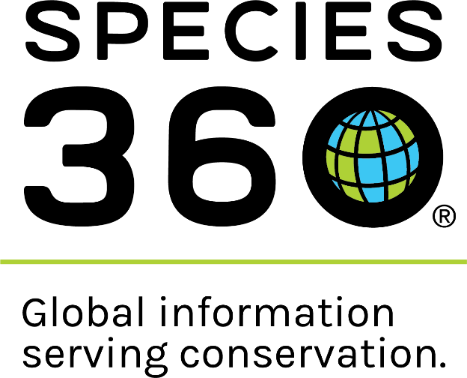 SPECIES
360®
Global information
serving conservation.